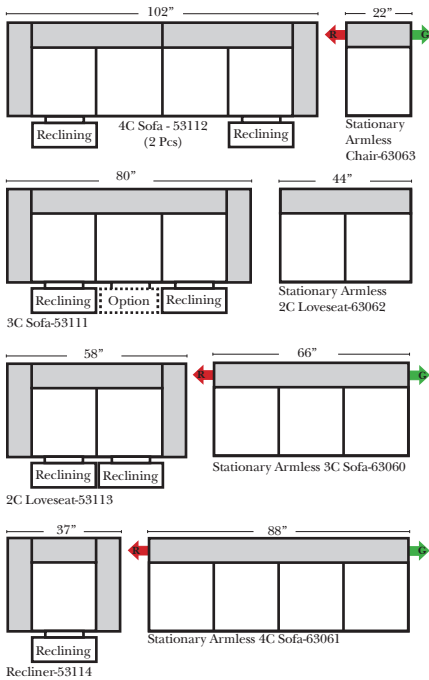 102”
22”
R
G
4C Sofa - 53112
(2 Pcs)
Reclining
Reclining
Stationary
Armless
Chair-63063
80”
44”
Reclining
Option
Reclining
3C Sofa-53111
Stationary Armless
2C Loveseat-63062
58”
66”
R
G
Reclining
Reclining
2C Loveseat-53113
Stationary Armless 3C Sofa-63060
37”
88”
R
G
Reclining
Recliner-53114
Stationary Armless 4C Sofa-63061